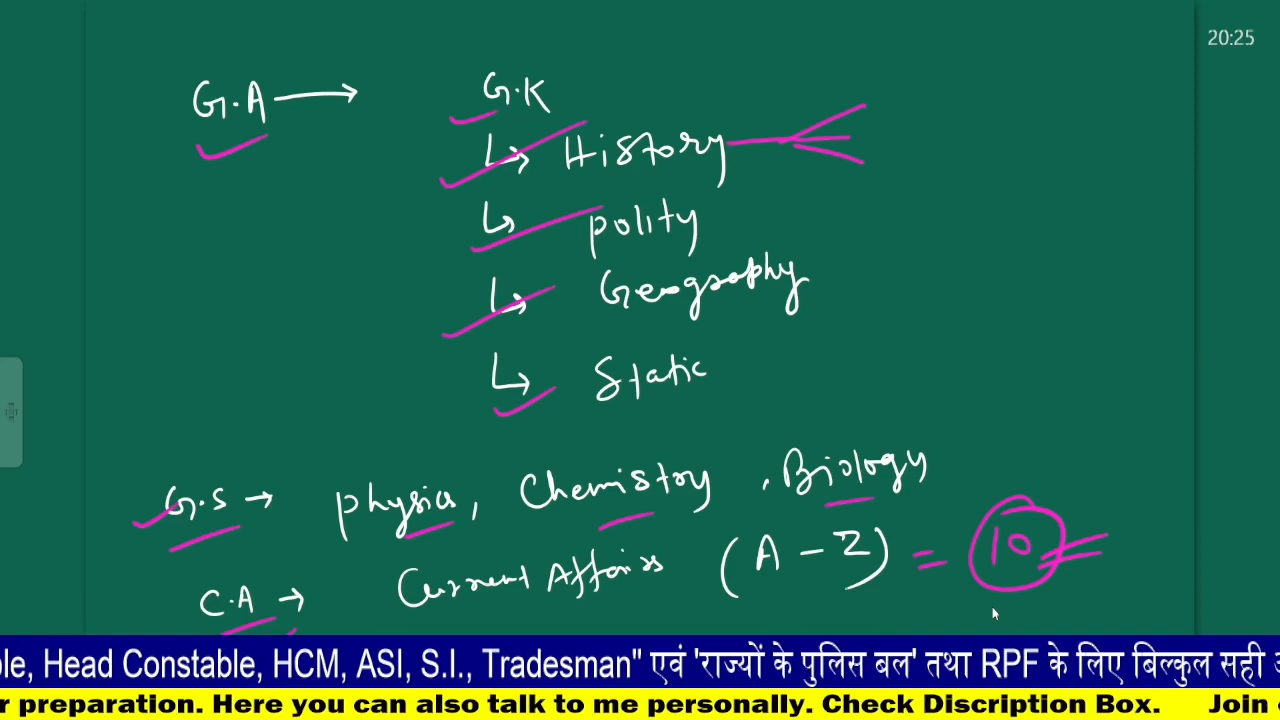 20:25
G.A → G.K
↳ History
↳ polity
↳ Geography
↳ Static
G.S → physics, Chemistry, Biology
C.A → Current Affairs (A - Z) = 10
ble, Head Constable, HCM, ASI, S.I., Tradesman" एवं 'राज्यों के पुलिस बल' तथा RPF के लिए बिल्कुल सही
r preparation. Here you can also talk to me personally. Check Discription Box. Join